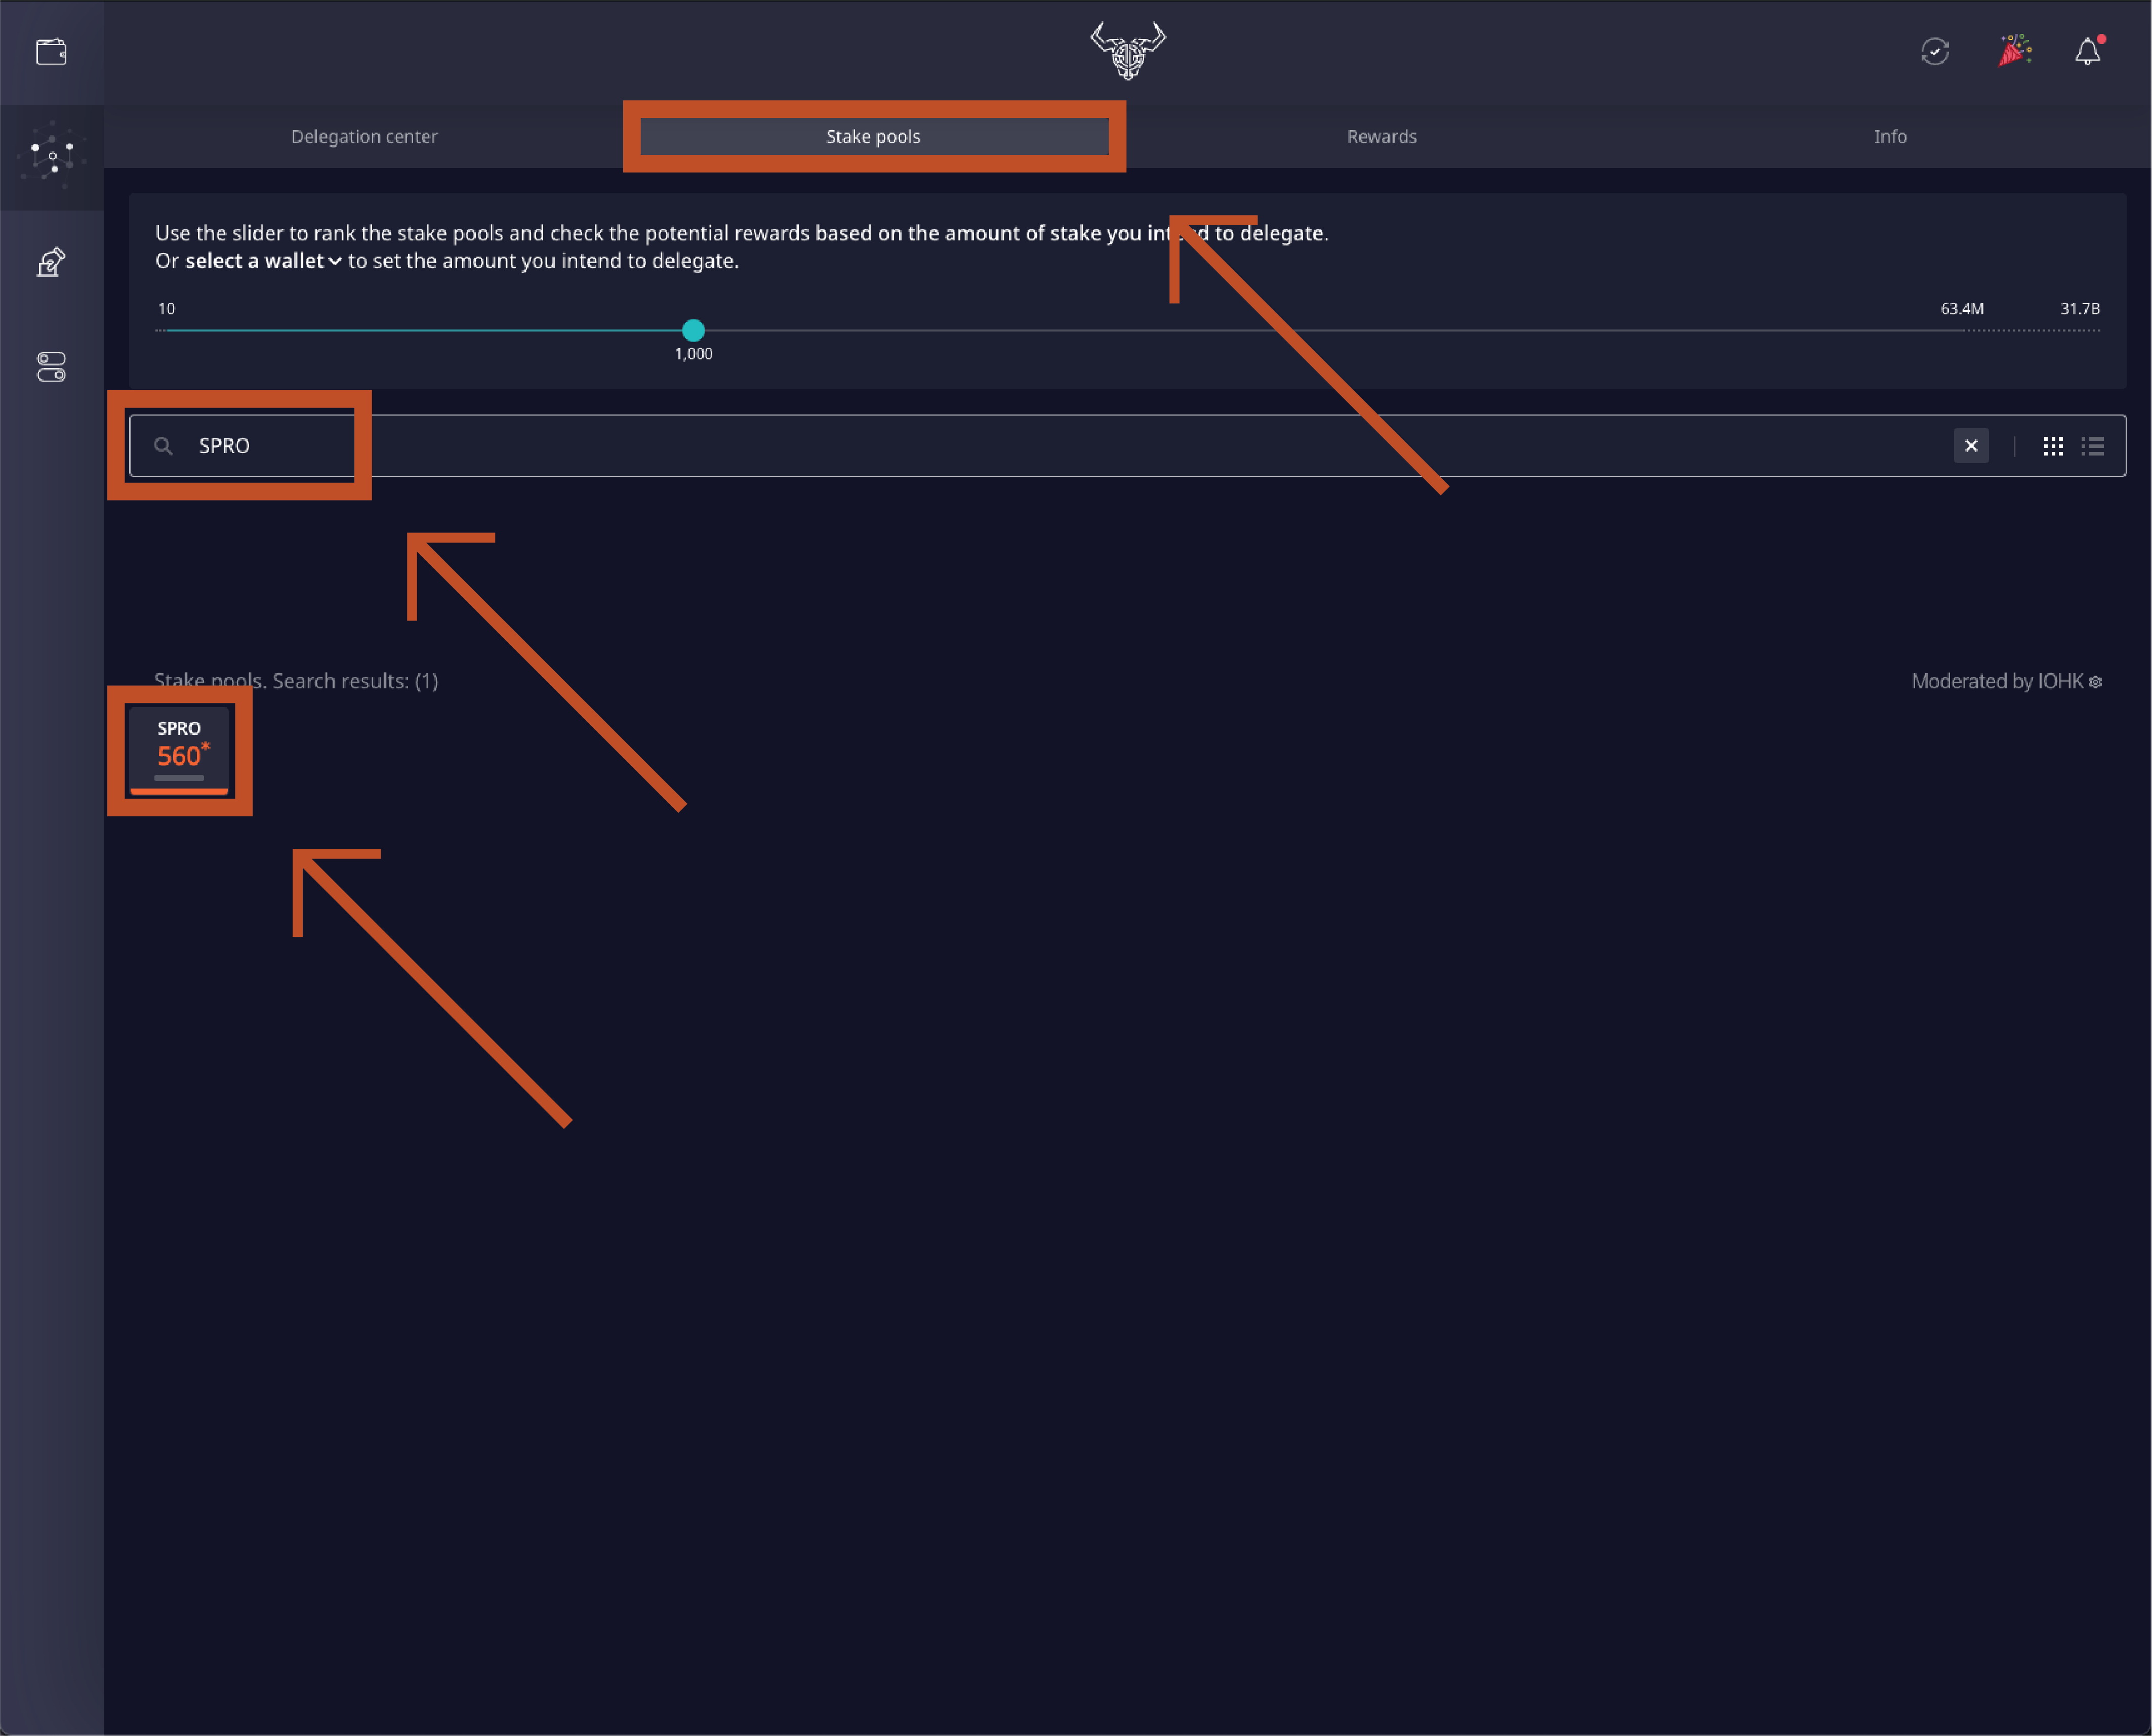 Delegation center
Stake pools
Rewards
Info
Use the slider to rank the stake pools and check the potential rewards based on the amount of stake you intend to delegate.
Or select a wallet to set the amount you intend to delegate.
10
63.4M
31.7B
1,000
SPRO
Stake pools. Search results: (1)
Moderated by IOHK
SPRO
560*